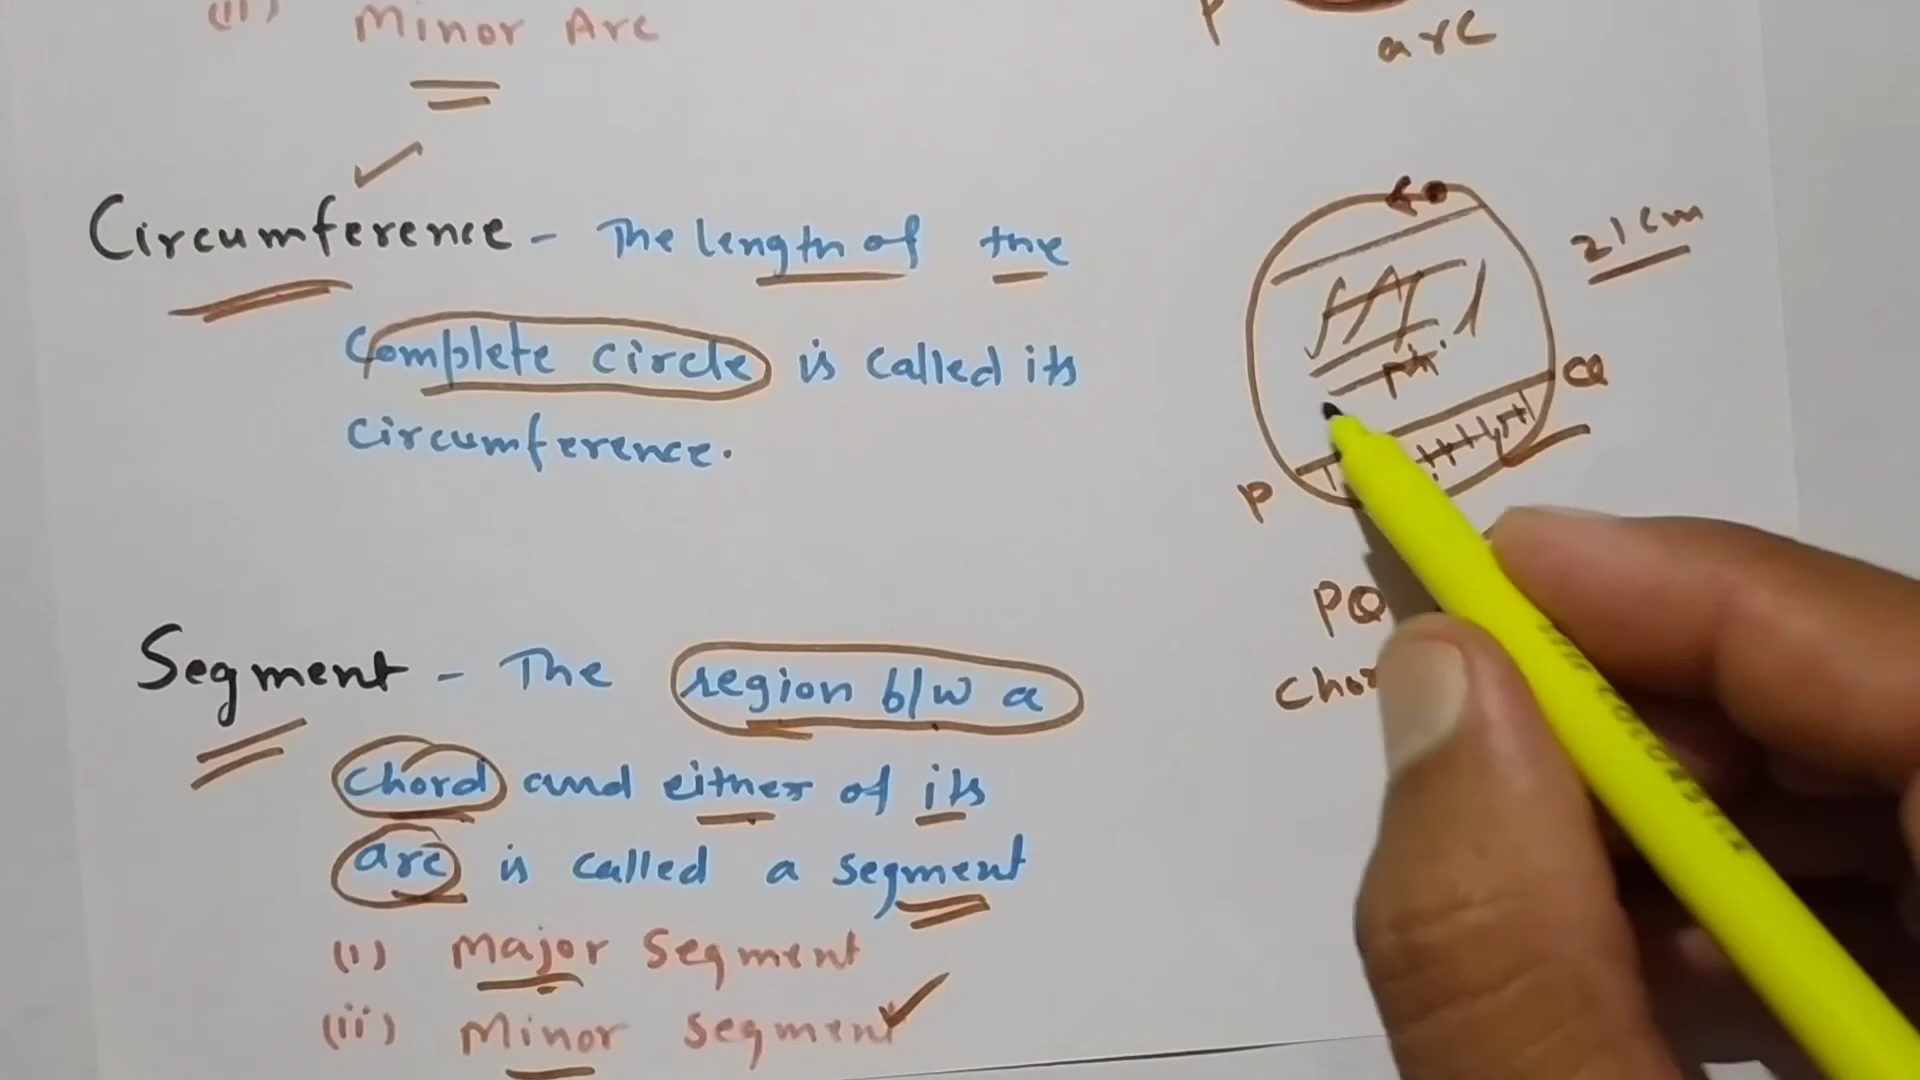 (ii) Minor Arc
P
arc
Circumference - The length of the
complete circle is called its
circumference.
21 cm
Q
P
PQ
Chor
Segment - The region b/w a
chord and either of its
arc is called a segment
(i) Major Segment
(ii) Minor segment